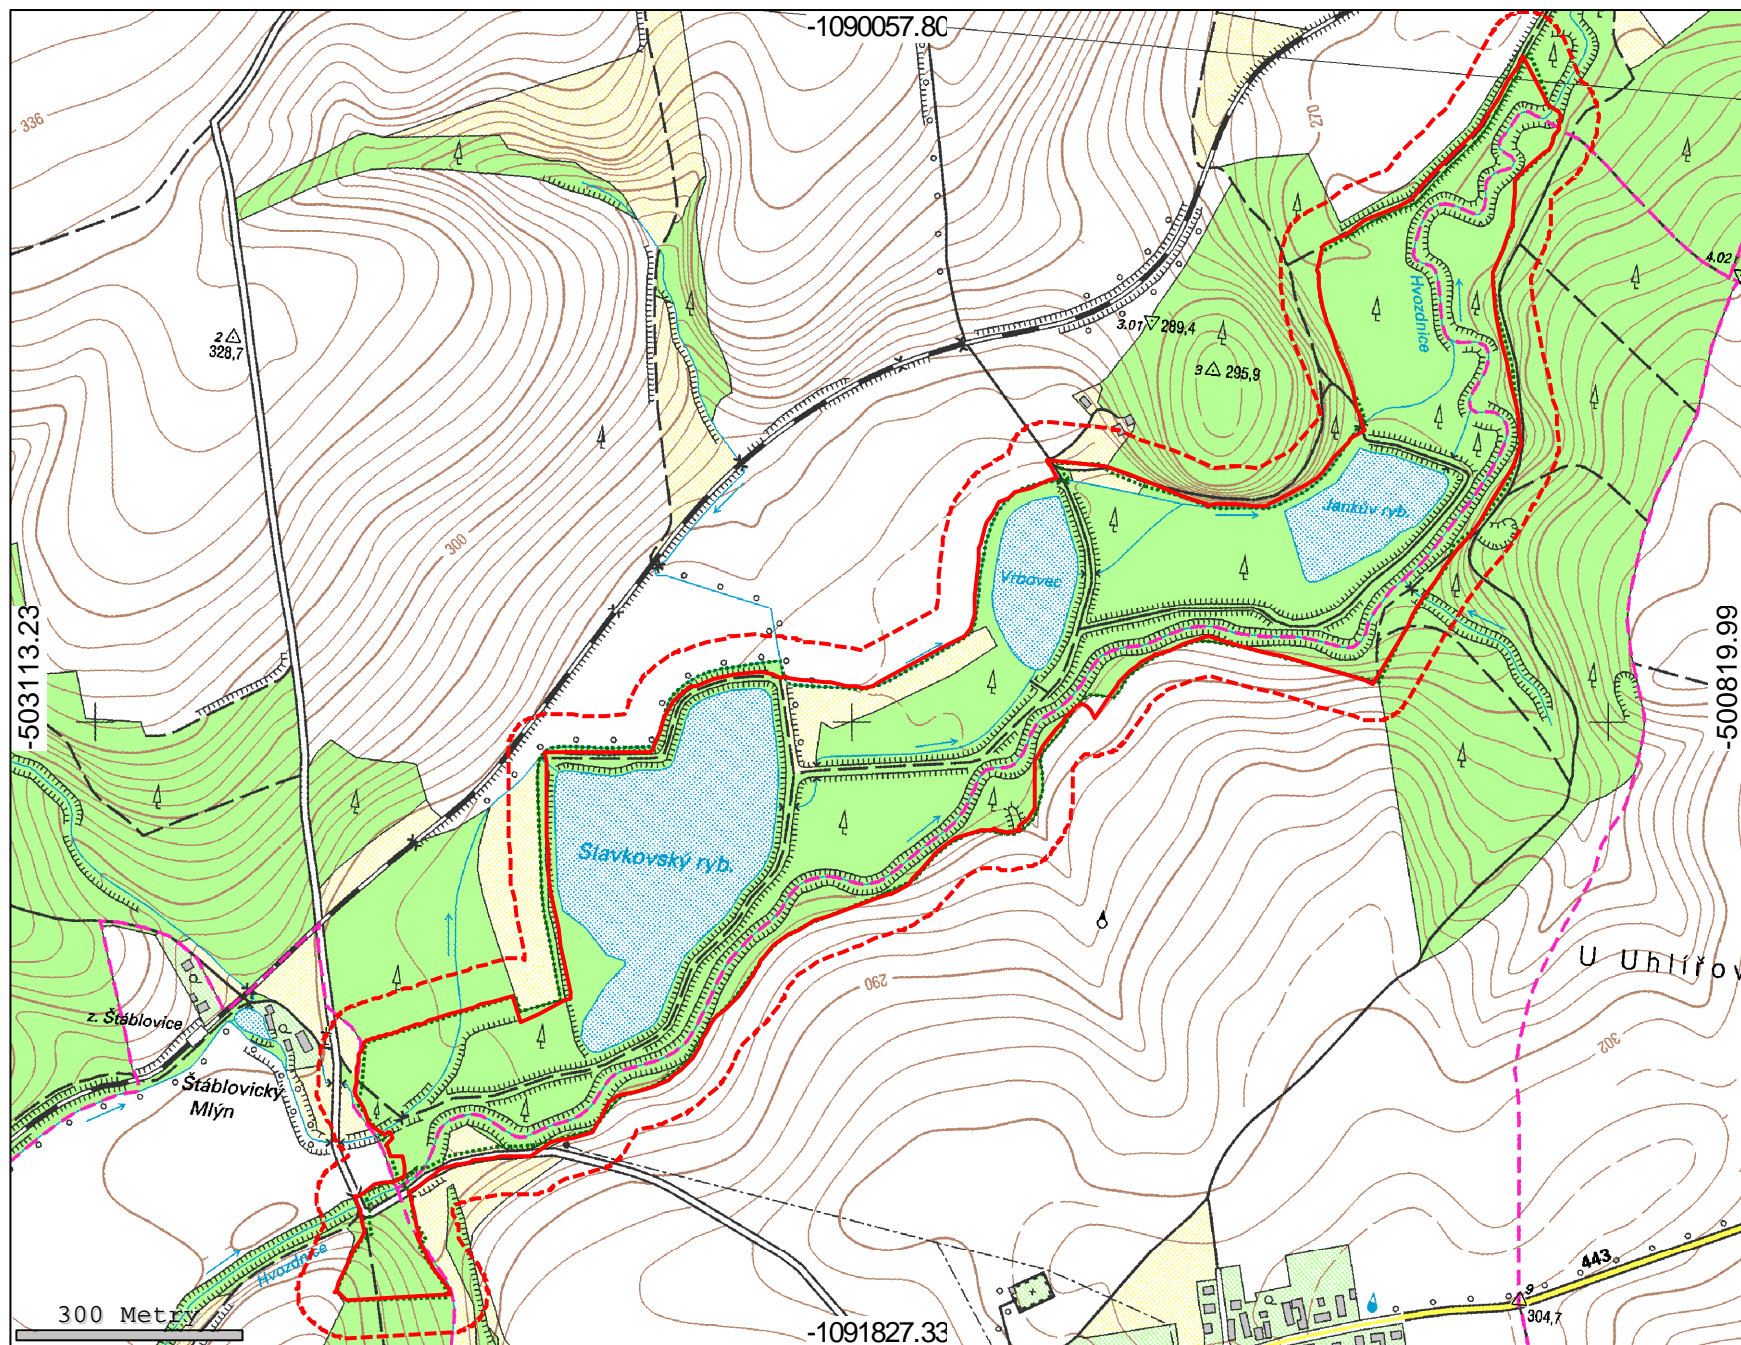 -1090057.80
336
270
4.02
Hvozdnice
3.01 289,4
2
328,7
3 295,9
Jankův ryb.
300
Vrbovec
-503113.23
-500819.99
Slavkovský ryb.
U Uhlířov
290
z. Štáblovice
302
Štáblovický
Mlýn
Hvozdnice
443
9
304,7
300 Metry
-1091827.33